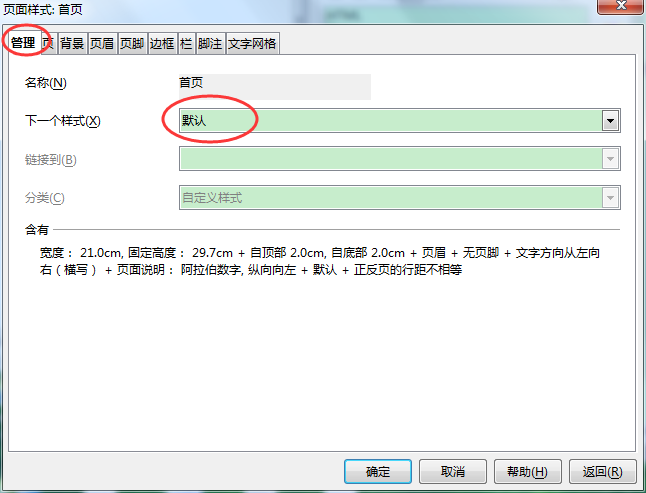 页面样式: 首页
管理 页 背景 页眉 页脚 边框 栏 脚注 文字网格
名称(N)
首页
下一个样式(X)
默认
链接到(B)
分类(C)
自定义样式
含有
宽度： 21.0cm, 固定高度： 29.7cm + 自顶部 2.0cm, 自底部 2.0cm + 页眉 + 无页脚 + 文字方向从左向
右 ( 横写 ) + 页面说明： 阿拉伯数字, 纵向向左 + 默认 + 正反页的行距不相等
确定 取消 帮助(H) 返回(R)